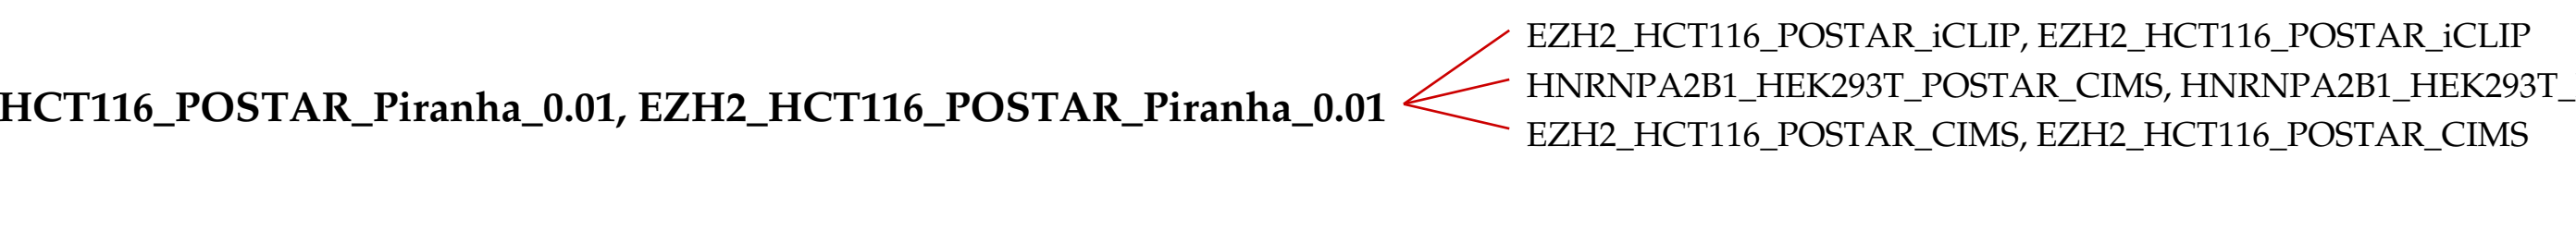 EZH2_HCT116_POSTAR_iCLIP, EZH2_HCT116_POSTAR_iCLIP
HNRNPA2B1_HEK293T_POSTAR_CIMS, HNRNPA2B1_HEK293T_
HCT116_POSTAR_Piranha_0.01, EZH2_HCT116_POSTAR_Piranha_0.01
EZH2_HCT116_POSTAR_CIMS, EZH2_HCT116_POSTAR_CIMS